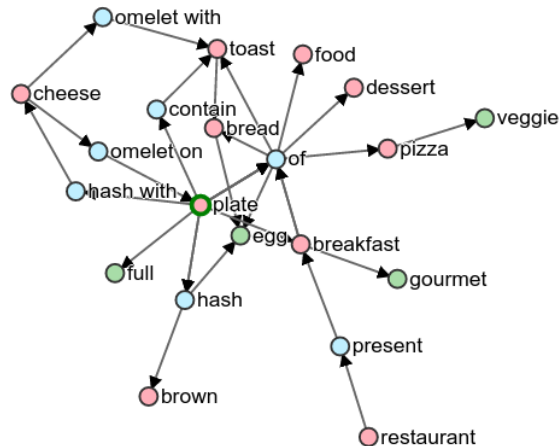 omelet with
toast
food
dessert
cheese
contain
bread
veggie
omelet on
of
pizza
hash with
plate
egg
breakfast
full
gourmet
hash
present
brown
restaurant